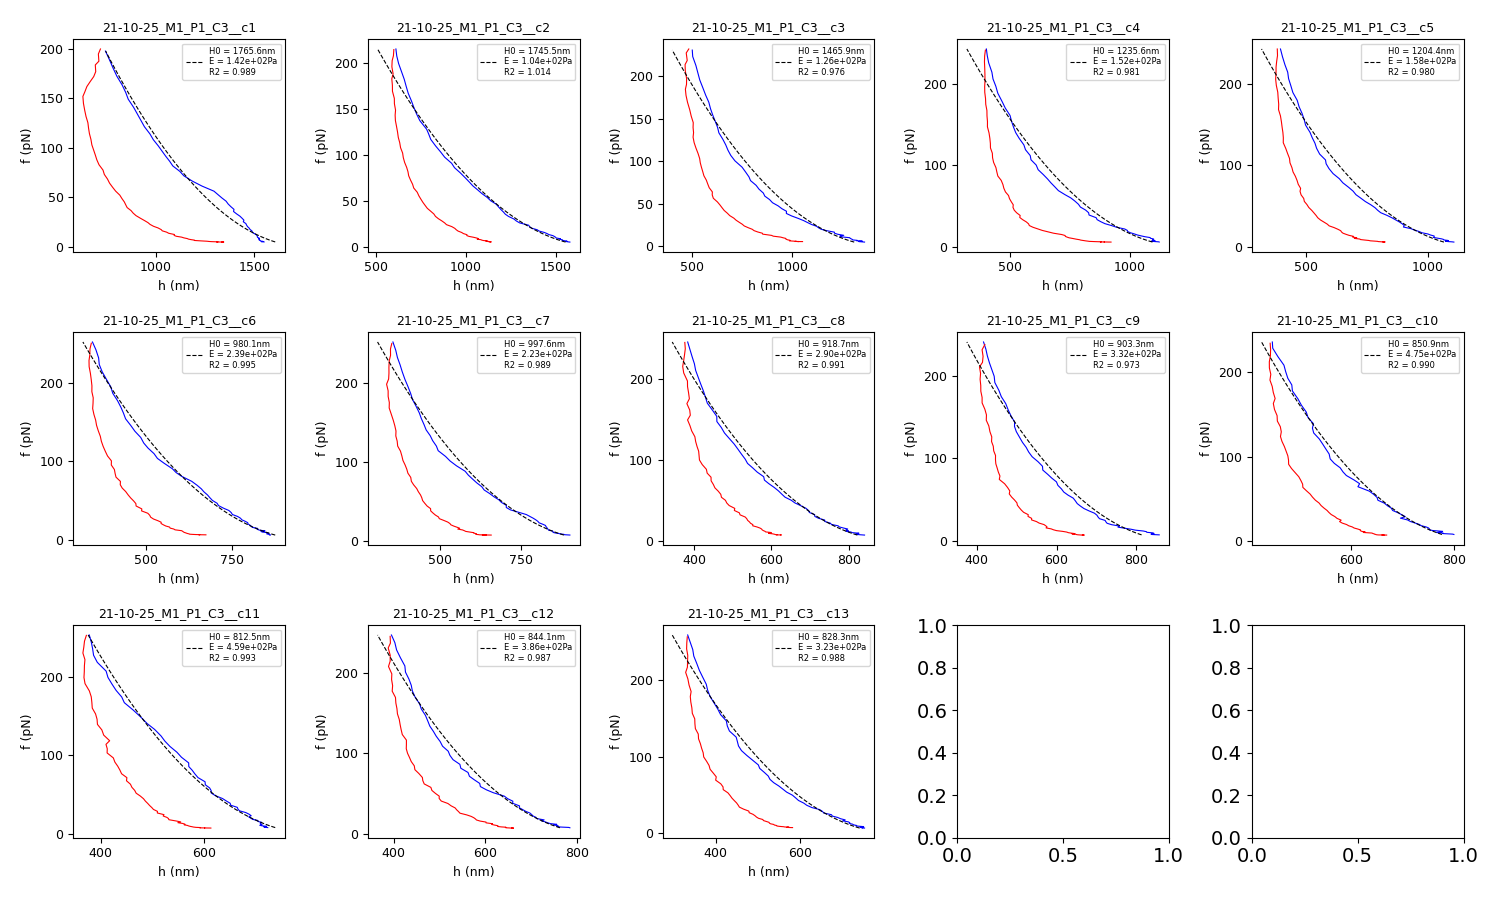 21-10-25_M1_P1_C3__c1
H0 = 1765.6nm
E = 1.42e+02Pa
R2 = 0.989
f (pN)
200
150
100
50
0
1000
1500
h (nm)
21-10-25_M1_P1_C3__c2
H0 = 1745.5nm
E = 1.04e+02Pa
R2 = 1.014
f (pN)
200
150
100
50
0
500
1000
1500
h (nm)
21-10-25_M1_P1_C3__c3
H0 = 1465.9nm
E = 1.26e+02Pa
R2 = 0.976
f (pN)
200
150
100
50
0
500
1000
h (nm)
21-10-25_M1_P1_C3__c4
H0 = 1235.6nm
E = 1.52e+02Pa
R2 = 0.981
f (pN)
200
100
0
500
1000
h (nm)
21-10-25_M1_P1_C3__c5
H0 = 1204.4nm
E = 1.58e+02Pa
R2 = 0.980
f (pN)
200
100
0
500
1000
h (nm)
21-10-25_M1_P1_C3__c6
H0 = 980.1nm
E = 2.39e+02Pa
R2 = 0.995
f (pN)
200
100
0
500
750
h (nm)
21-10-25_M1_P1_C3__c7
H0 = 997.6nm
E = 2.23e+02Pa
R2 = 0.989
f (pN)
200
100
0
500
750
h (nm)
21-10-25_M1_P1_C3__c8
H0 = 918.7nm
E = 2.90e+02Pa
R2 = 0.991
f (pN)
200
100
0
400
600
800
h (nm)
21-10-25_M1_P1_C3__c9
H0 = 903.3nm
E = 3.32e+02Pa
R2 = 0.973
f (pN)
200
100
0
400
600
800
h (nm)
21-10-25_M1_P1_C3__c10
H0 = 850.9nm
E = 4.75e+02Pa
R2 = 0.990
f (pN)
200
100
0
600
800
h (nm)
21-10-25_M1_P1_C3__c11
H0 = 812.5nm
E = 4.59e+02Pa
R2 = 0.993
f (pN)
200
100
0
400
600
h (nm)
21-10-25_M1_P1_C3__c12
H0 = 844.1nm
E = 3.86e+02Pa
R2 = 0.987
f (pN)
200
100
0
400
600
800
h (nm)
21-10-25_M1_P1_C3__c13
H0 = 828.3nm
E = 3.23e+02Pa
R2 = 0.988
f (pN)
200
100
0
400
600
h (nm)
1.0
0.8
0.6
0.4
0.2
0.0
0.0
0.5
1.0
1.0
0.8
0.6
0.4
0.2
0.0
0.0
0.5
1.0